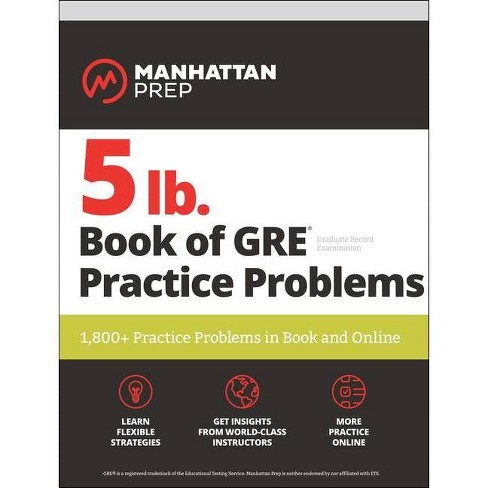 MANHATTAN
PREP
5 lb.
Book of GRE®
Graduate Record
Examination
Practice Problems
1,800+ Practice Problems in Book and Online
LEARN
FLEXIBLE
STRATEGIES
GET INSIGHTS
FROM WORLD-CLASS
INSTRUCTORS
MORE
PRACTICE
ONLINE
GRE® is a registered trademark of the Educational Testing Service. Manhattan Prep is neither endorsed by nor affiliated with ETS.